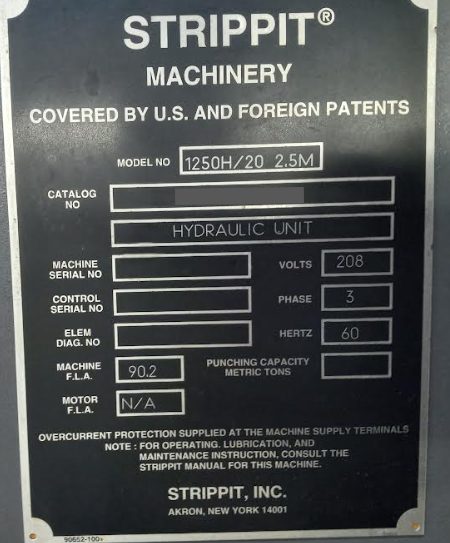 STRIPPIT®
MACHINERY
COVERED BY U.S. AND FOREIGN PATENTS
MODEL NO 1250H/20 2.5M
CATALOG
NO
HYDRAULIC UNIT
MACHINE
SERIAL NO
VOLTS 208
CONTROL
SERIAL NO
PHASE 3
ELEM
DIAG. NO
HERTZ 60
MACHINE
F.L.A. 90.2
PUNCHING CAPACITY
METRIC TONS
MOTOR
F.L.A. N/A
OVERCURRENT PROTECTION SUPPLIED AT THE MACHINE SUPPLY TERMINALS
NOTE : FOR OPERATING. LUBRICATION, AND
MAINTENANCE INSTRUCTION, CONSULT THE
STRIPPIT MANUAL FOR THIS MACHINE.
STRIPPIT, INC.
AKRON, NEW YORK 14001
90652-100